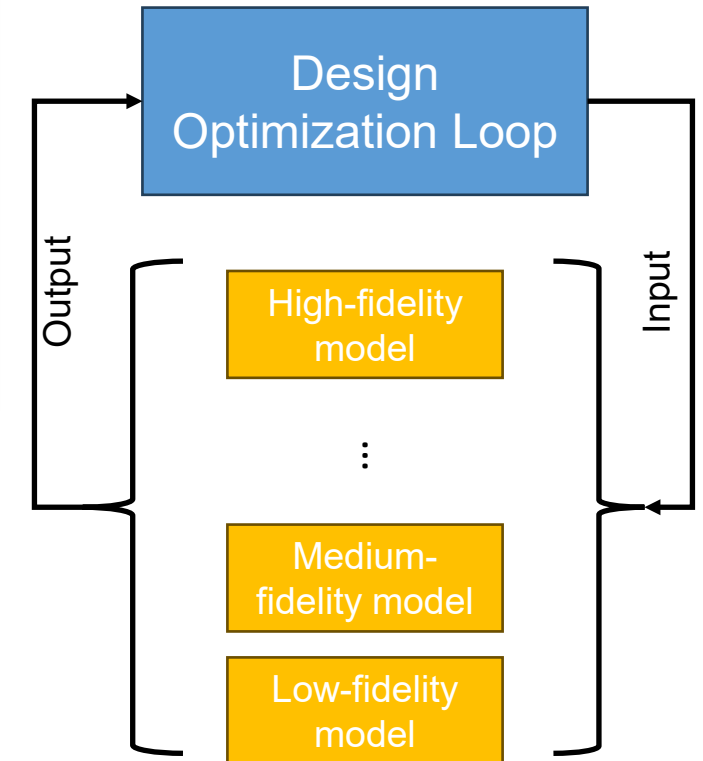 Design
Optimization Loop
Output
Input
High-fidelity
model
...
Medium-
fidelity model
Low-fidelity
model